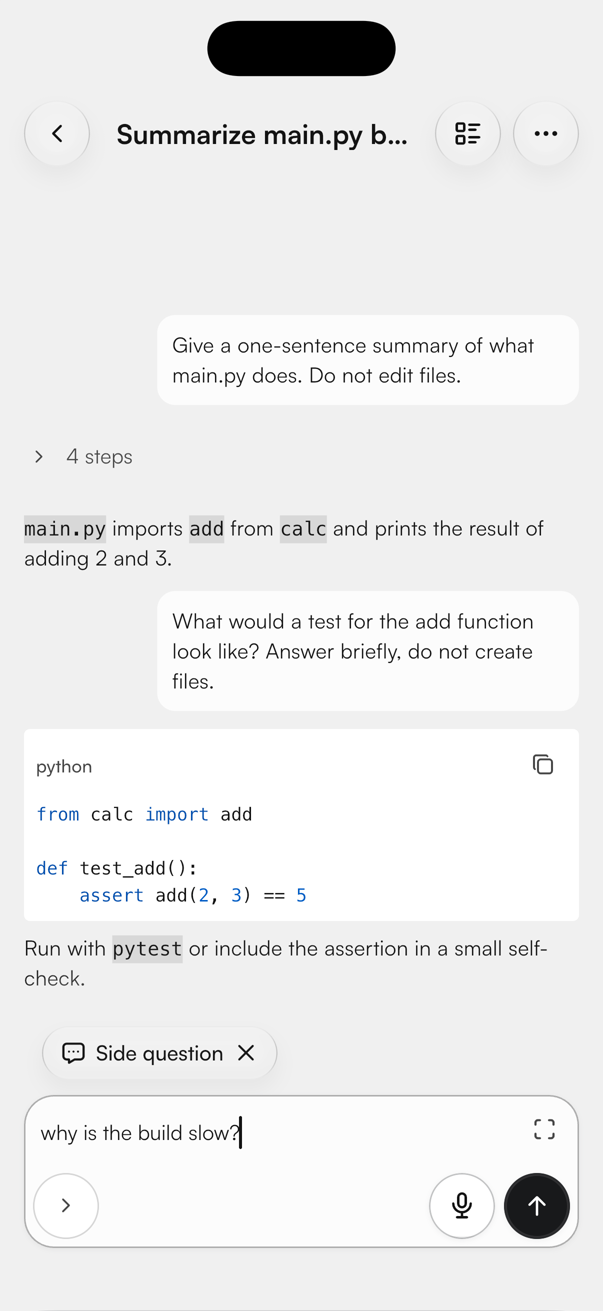 Summarize main.py b...
Give a one-sentence summary of what
main.py does. Do not edit files.
4 steps
main.py imports add from calc and prints the result of
adding 2 and 3.
What would a test for the add function
look like? Answer briefly, do not create
files.
python
from calc import add
def test_add():
    assert add(2, 3) == 5
Run with pytest or include the assertion in a small self-
check.
Side question
why is the build slow?